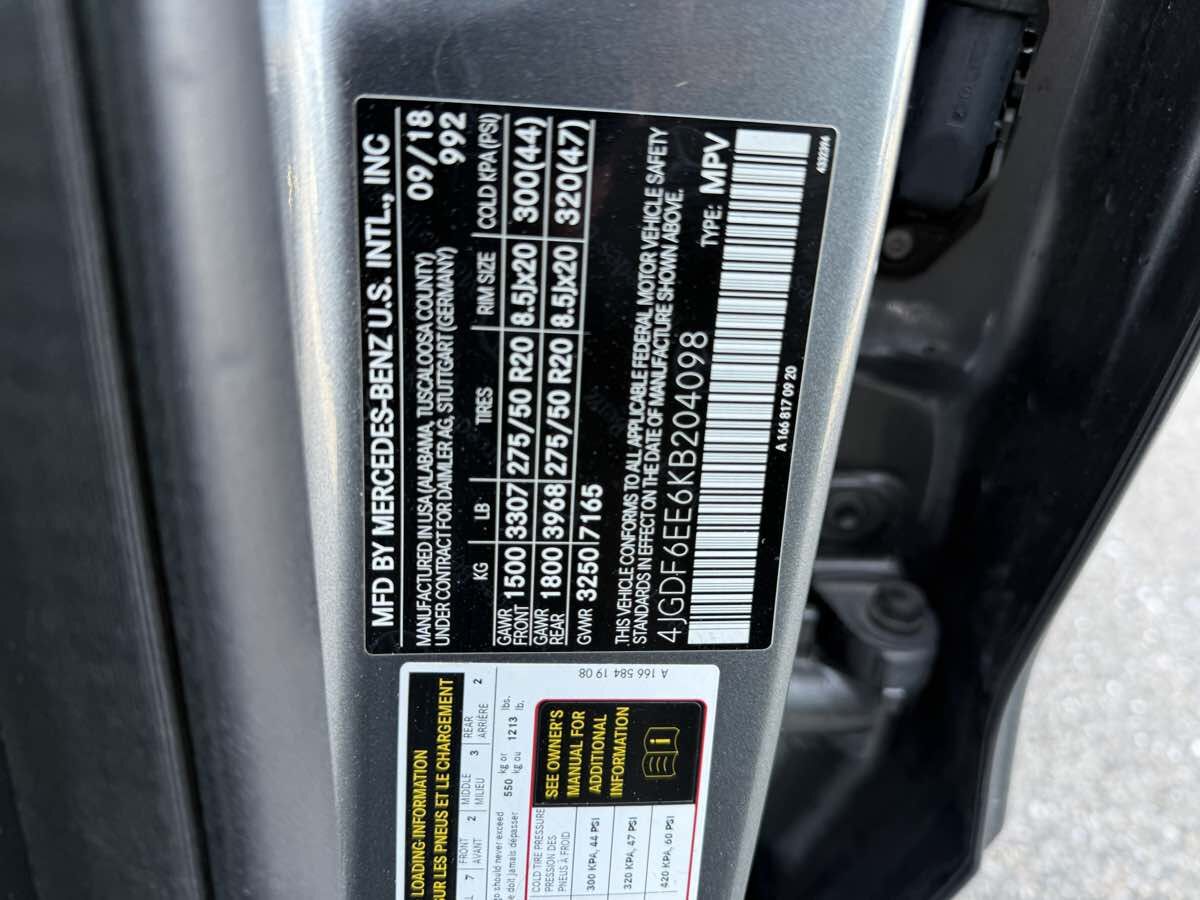 MFD BY MERCEDES-BENZ U.S. INTL., INC
MANUFACTURED IN USA (ALABAMA, TUSCALOOSA COUNTY) 09/18
UNDER CONTRACT FOR DAIMLER AG, STUTTGART (GERMANY) 992
KG LB TIRES RIM SIZE COLD KPA (PSI)
GAWR FRONT 1500 3307 275/50 R20 8.5Jx20 300(44)
GAWR REAR 1800 3968 275/50 R20 8.5Jx20 320(47)
GVWR 3250 7165
THIS VEHICLE CONFORMS TO ALL APPLICABLE FEDERAL MOTOR VEHICLE SAFETY
STANDARDS IN EFFECT ON THE DATE OF MANUFACTURE SHOWN ABOVE.
4JGDF6EE6KB204098 TYPE: MPV
A 166 817 09 20
LOADING-INFORMATION
SUR LES PNEUS ET LE CHARGEMENT
7 FRONT 2 MIDDLE 3 REAR 2
AVANT MILIEU ARRIÈRE
should never exceed 550 kg or 1213 lbs.
doit jamais dépasser kg ou lb.
COLD TIRE PRESSURE
PRESSION DES
PNEUS À FROID
300 KPA, 44 PSI
320 KPA, 47 PSI
420 KPA, 60 PSI
SEE OWNER'S
MANUAL FOR
ADDITIONAL
INFORMATION
A 166 584 19 08